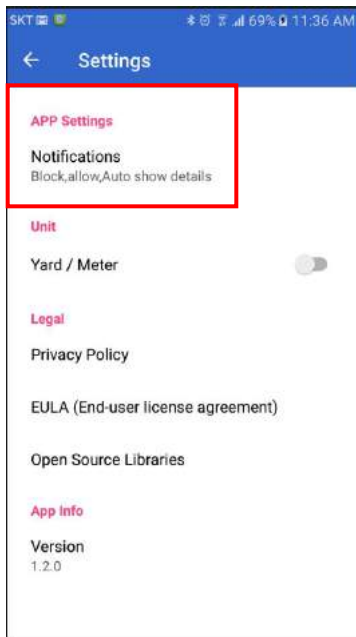 SKT 69% 11:36 AM
Settings
APP Settings
Notifications
Block,allow,Auto show details
Unit
Yard / Meter
Legal
Privacy Policy
EULA (End-user license agreement)
Open Source Libraries
App Info
Version
1.2.0